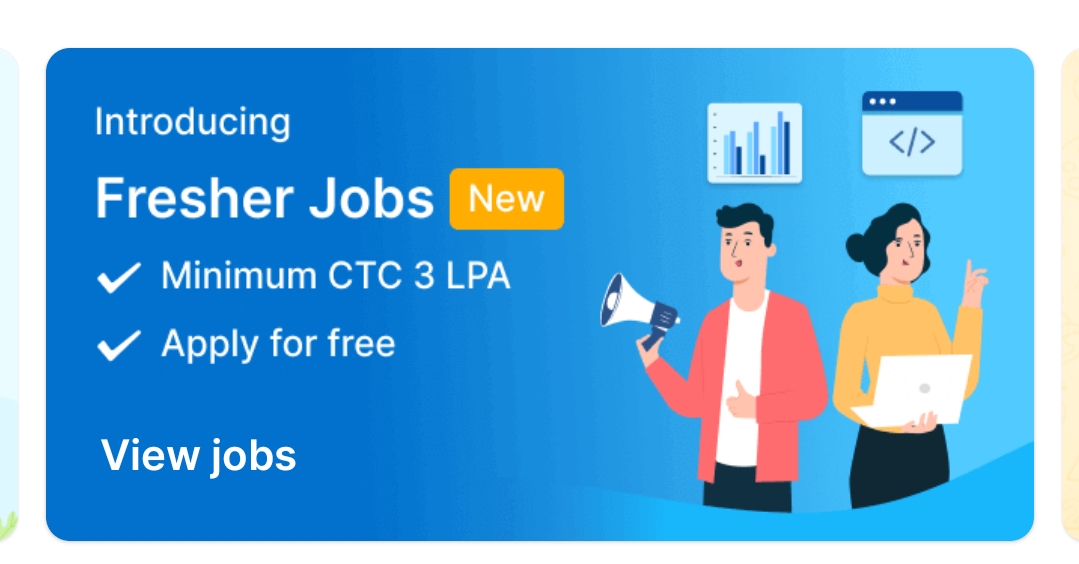 Introducing
Fresher Jobs New
Minimum CTC 3 LPA
Apply for free
View jobs